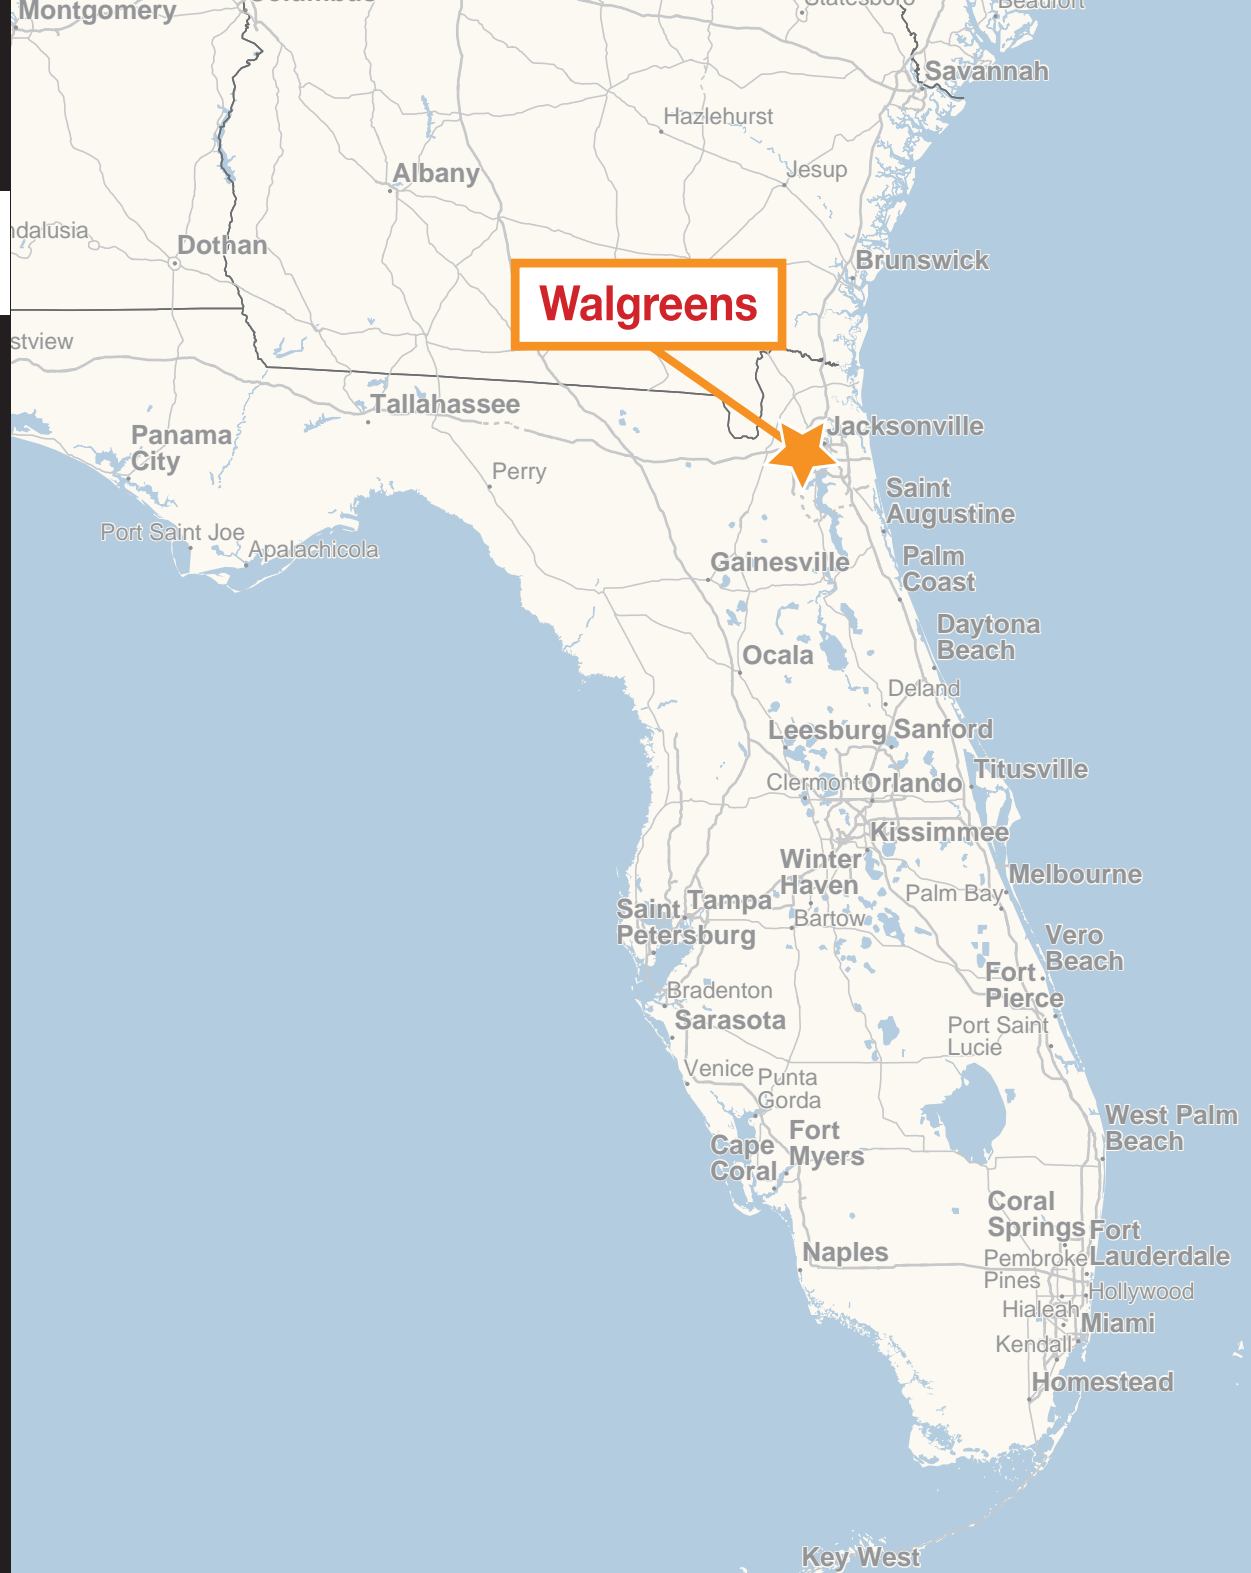 Montgomery
Beaufort
Savannah
Hazlehurst
Albany
Jesup
Dothan
Brunswick
Walgreens
Tallahassee
Jacksonville
Panama
City
Perry
Saint
Augustine
Port Saint Joe
Apalachicola
Gainesville
Palm
Coast
Daytona
Beach
Ocala
Deland
Leesburg
Sanford
Titusville
Clermont
Orlando
Kissimmee
Winter
Haven
Melbourne
Palm Bay
Tampa
Saint
Petersburg
Bartow
Vero
Beach
Fort
Pierce
Bradenton
Sarasota
Port Saint
Lucie
Venice
Punta
Gorda
West Palm
Beach
Fort
Myers
Cape
Coral
Coral
Springs
Fort
Lauderdale
Naples
Pembroke
Pines
Hollywood
Hialeah
Miami
Kendall
Homestead
Key West